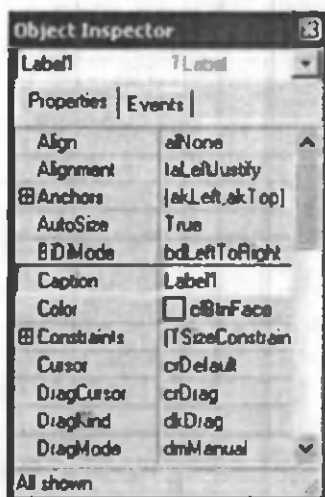 Object Inspector
Label1 TLabel
Properties Events
Align alNone
Alignment taLeftJustify
Anchors [akLeft,akTop]
AutoSize True
BiDiMode bdLeftToRight
Caption Label1
Color clBtnFace
Constraints (TSizeConstrain
Cursor crDefault
DragCursor crDrag
DragKind dkDrag
DragMode dmManual
All shown